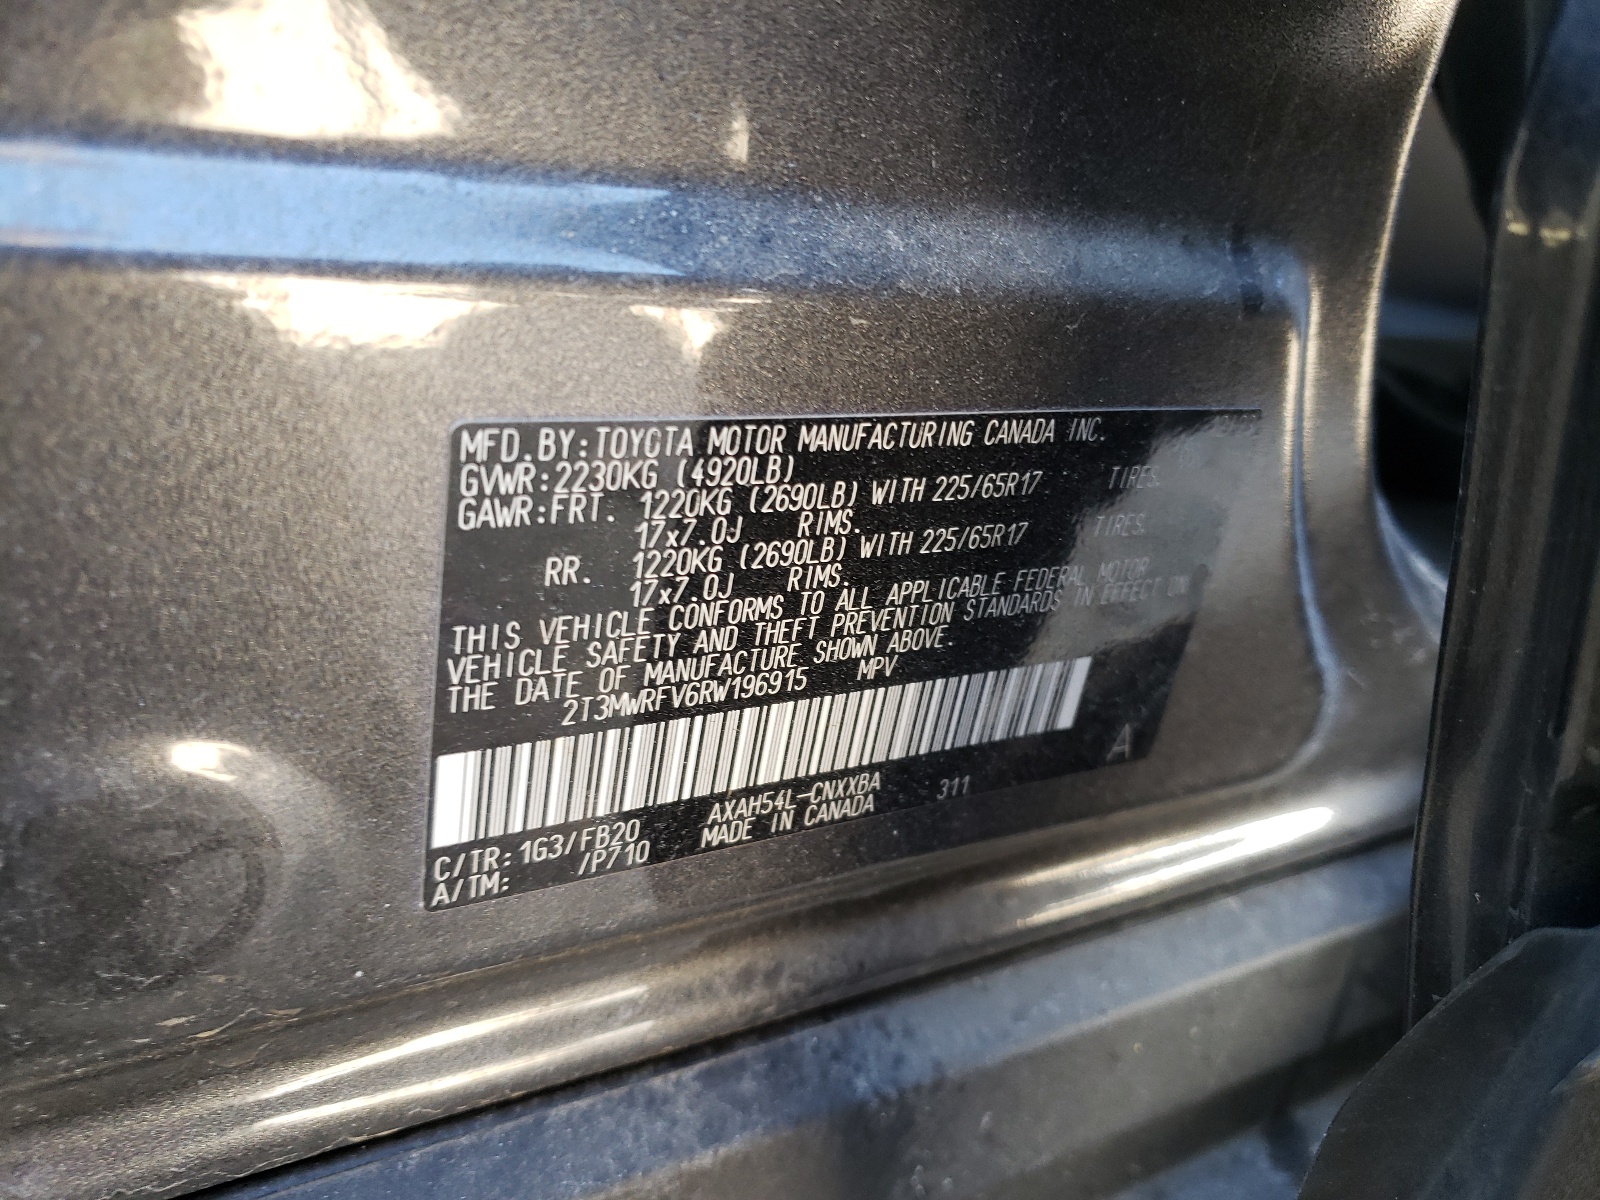 MFD.BY:TOYOTA MOTOR MANUFACTURING CANADA INC.
GVWR:2230KG (4920LB)
GAWR:FRT. 1220KG (2690LB) WITH 225/65R17 TIRES.
17x7.0J RIMS.
RR. 1220KG (2690LB) WITH 225/65R17 TIRES.
17x7.0J RIMS.
THIS VEHICLE CONFORMS TO ALL APPLICABLE FEDERAL MOTOR
VEHICLE SAFETY AND THEFT PREVENTION STANDARDS IN EFFECT ON
THE DATE OF MANUFACTURE SHOWN ABOVE.
2T3MWRFV6RW196915 MPV
A
AXAH54L-CNXXBA 311
C/TR:1G3/FB20 MADE IN CANADA
A/TM: /P710